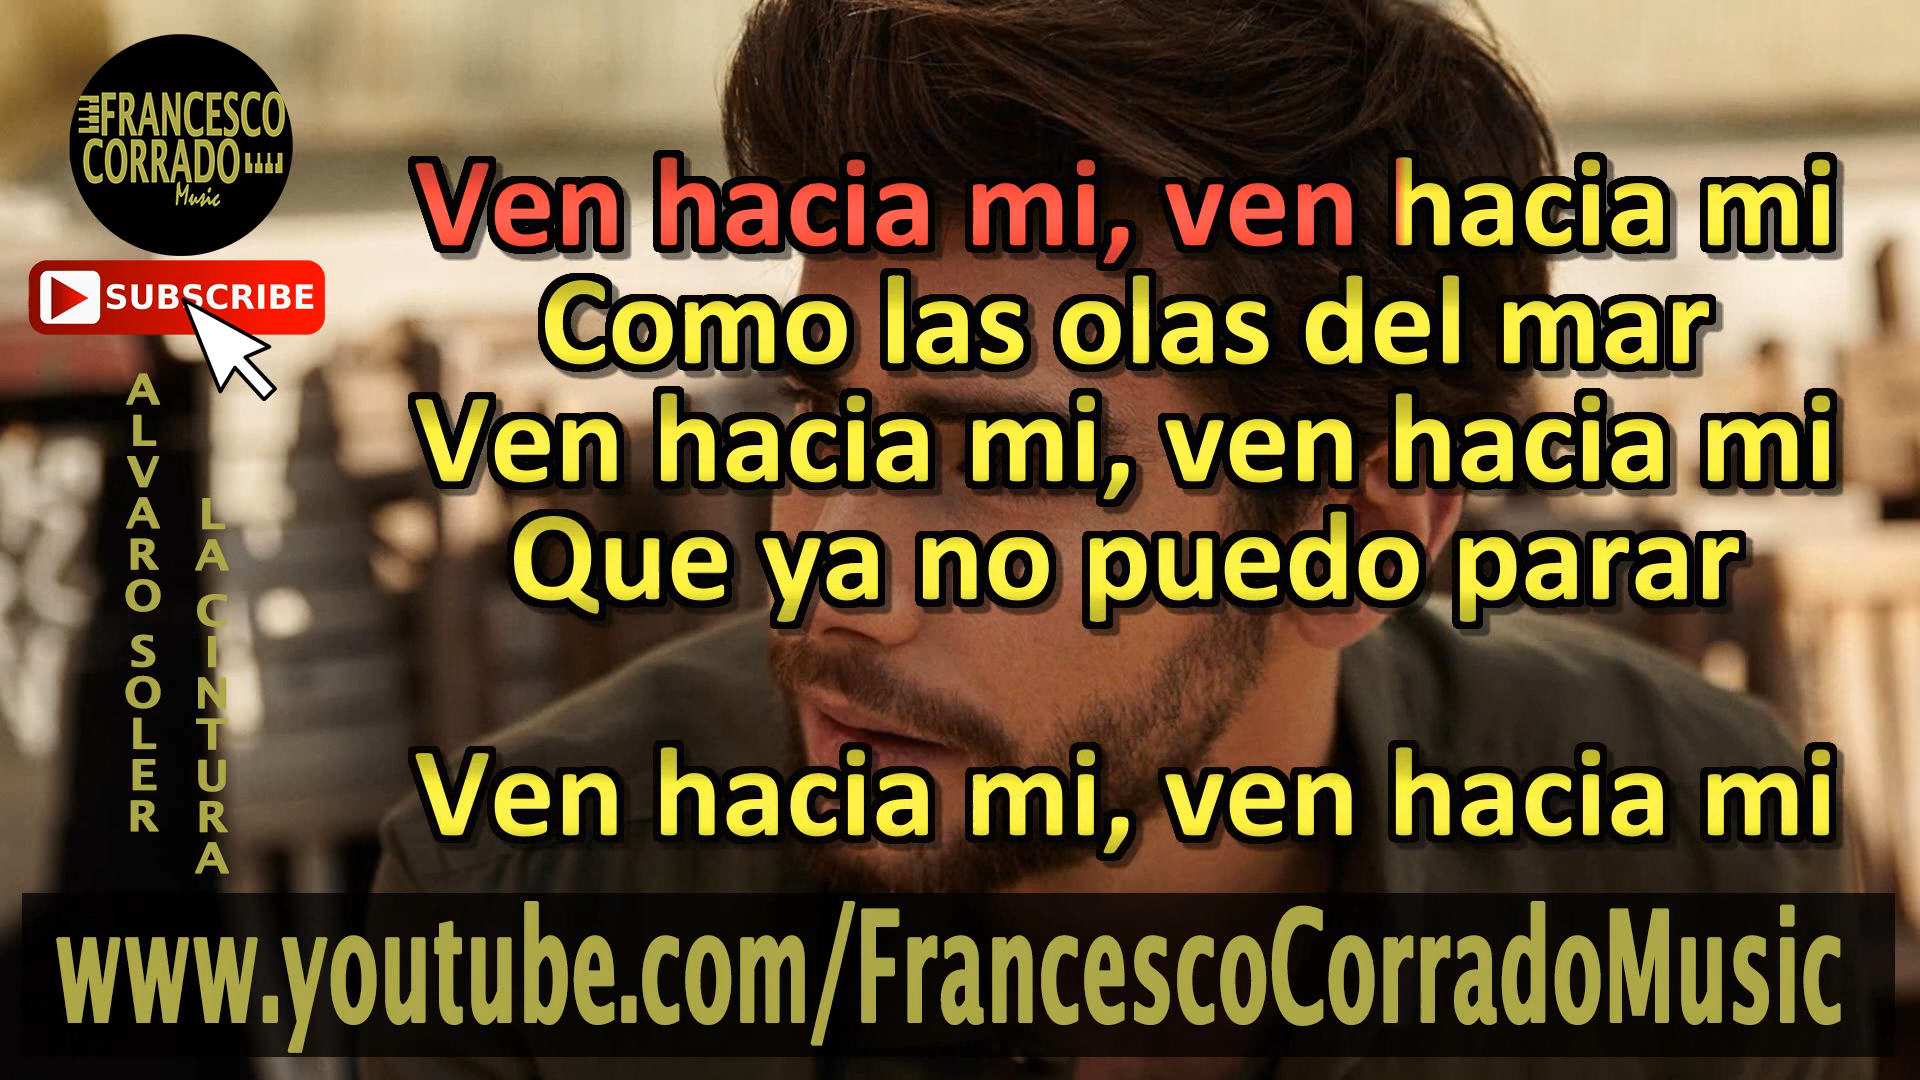 FRANCESCO
CORRADO
Music
SUBSCRIBE
ALVARO SOLER
LA CINTURA
Ven hacia mi, ven hacia mi
Como las olas del mar
Ven hacia mi, ven hacia mi
Que ya no puedo parar
Ven hacia mi, ven hacia mi
www.youtube.com/FrancescoCorradoMusic